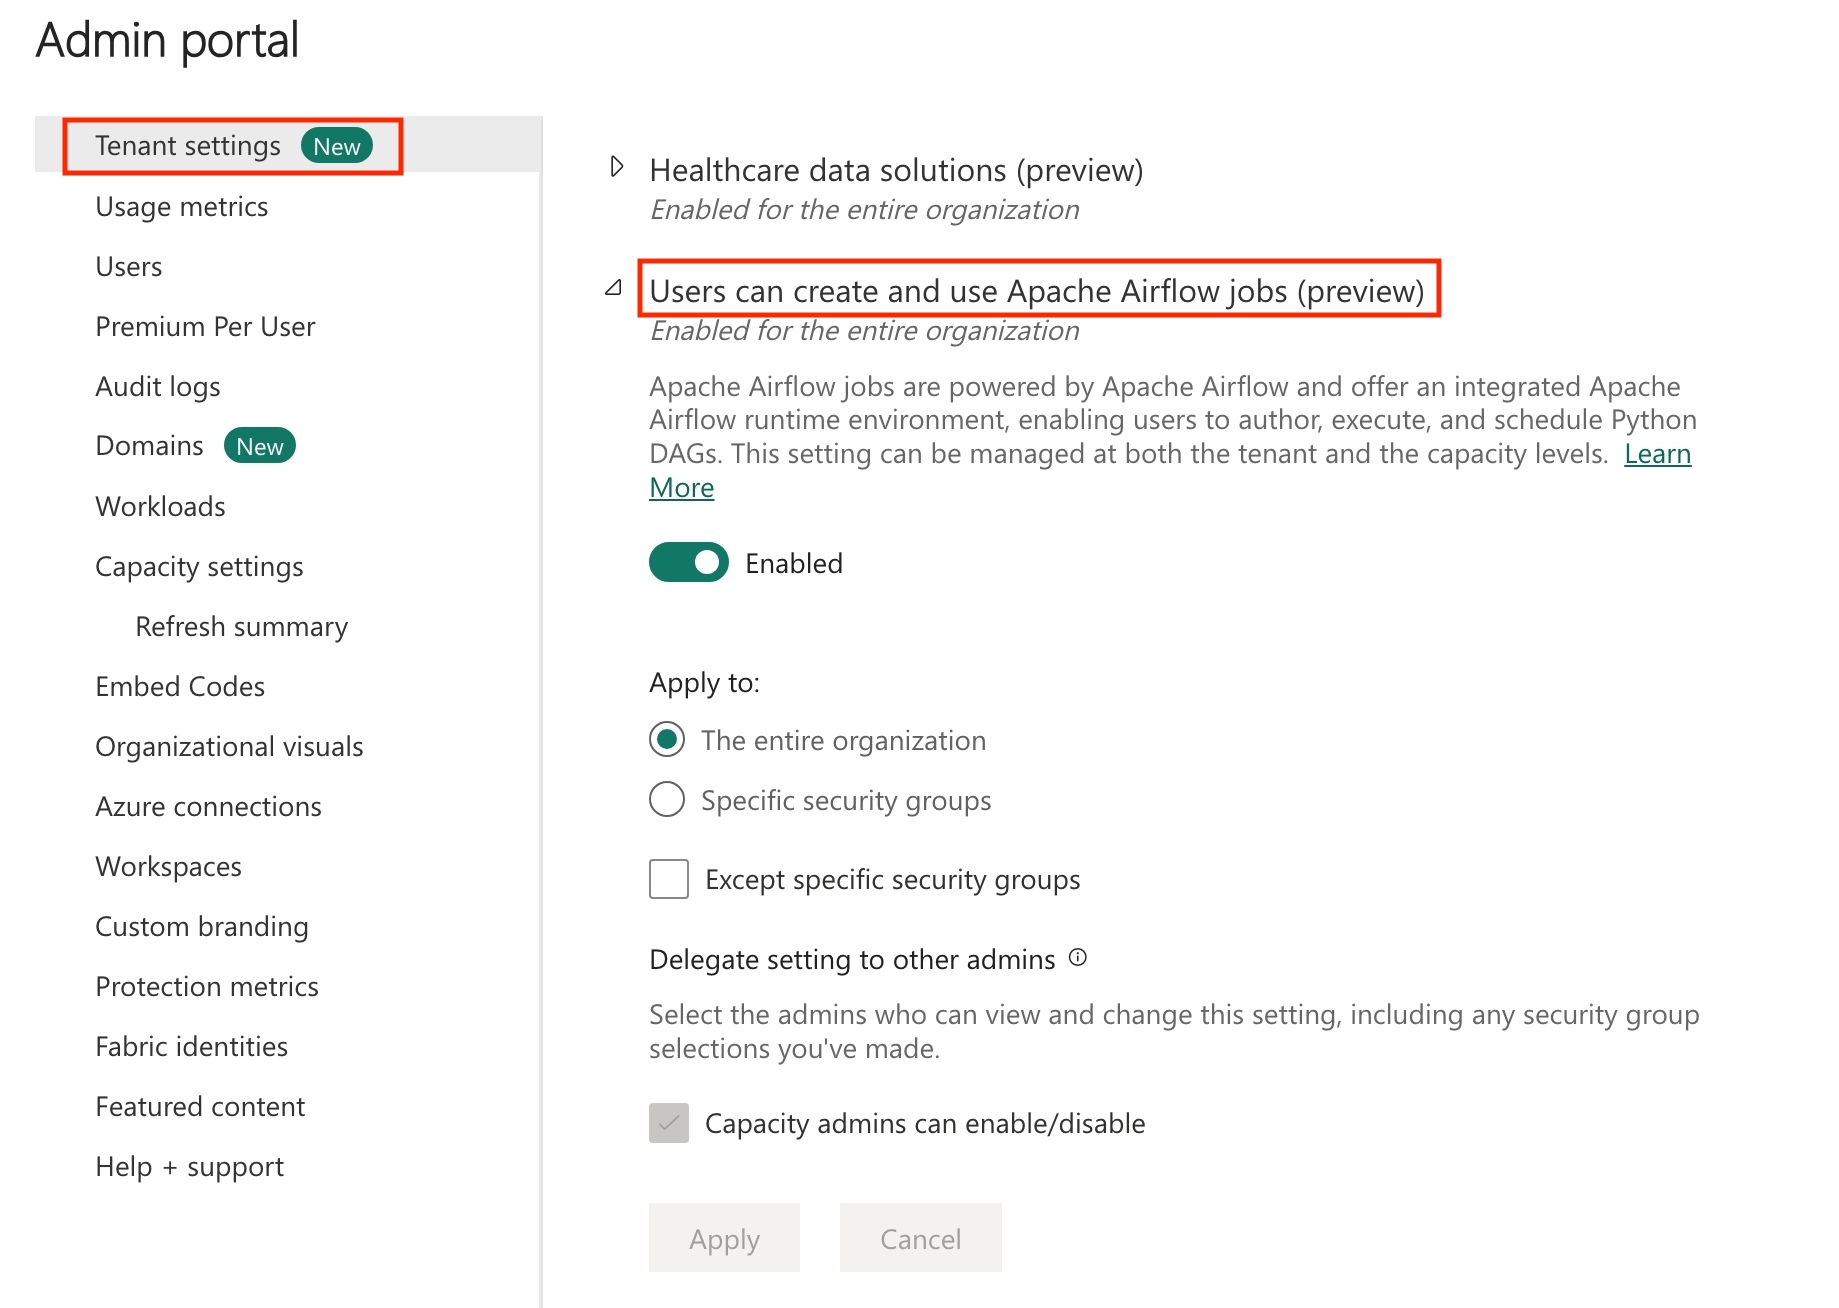 Admin portal
Tenant settings New
Usage metrics
Users
Premium Per User
Audit logs
Domains New
Workloads
Capacity settings
Refresh summary
Embed Codes
Organizational visuals
Azure connections
Workspaces
Custom branding
Protection metrics
Fabric identities
Featured content
Help + support
Healthcare data solutions (preview)
Enabled for the entire organization
Users can create and use Apache Airflow jobs (preview)
Enabled for the entire organization
Apache Airflow jobs are powered by Apache Airflow and offer an integrated Apache
Airflow runtime environment, enabling users to author, execute, and schedule Python
DAGs. This setting can be managed at both the tenant and the capacity levels. Learn
More
Enabled
Apply to:
The entire organization
Specific security groups
Except specific security groups
Delegate setting to other admins
Select the admins who can view and change this setting, including any security group
selections you've made.
Capacity admins can enable/disable
Apply Cancel